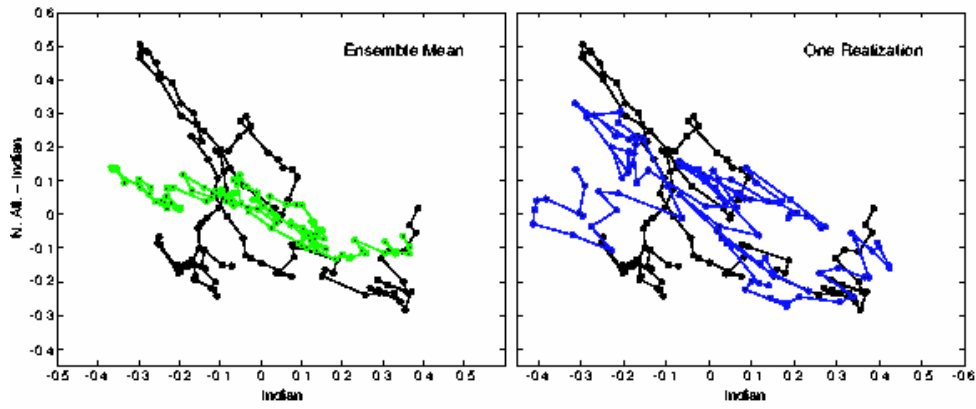 Ensemble Mean
One Realization
0.6
0.5
0.4
0.3
0.2
0.1
0
-0.1
-0.2
-0.3
-0.4
N. Atl. – Indian
-0.5 -0.4 -0.3 -0.2 -0.1 0 0.1 0.2 0.3 0.4 0.5
-0.4 -0.3 -0.2 -0.1 0 0.1 0.2 0.3 0.4 -0.5 -0.6
Indian
Indian